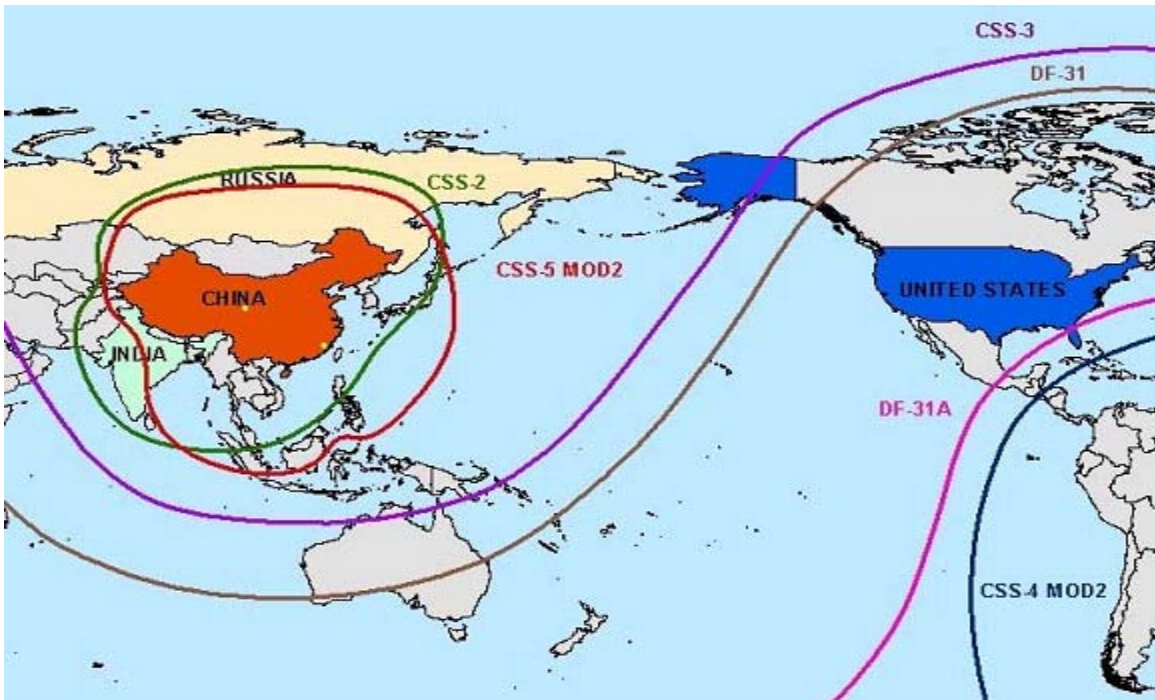 CSS-3
DF-31
RUSSIA
CSS-2
CSS-5 MOD2
CHINA
UNITED STATES
INDIA
DF-31A
CSS-4 MOD2